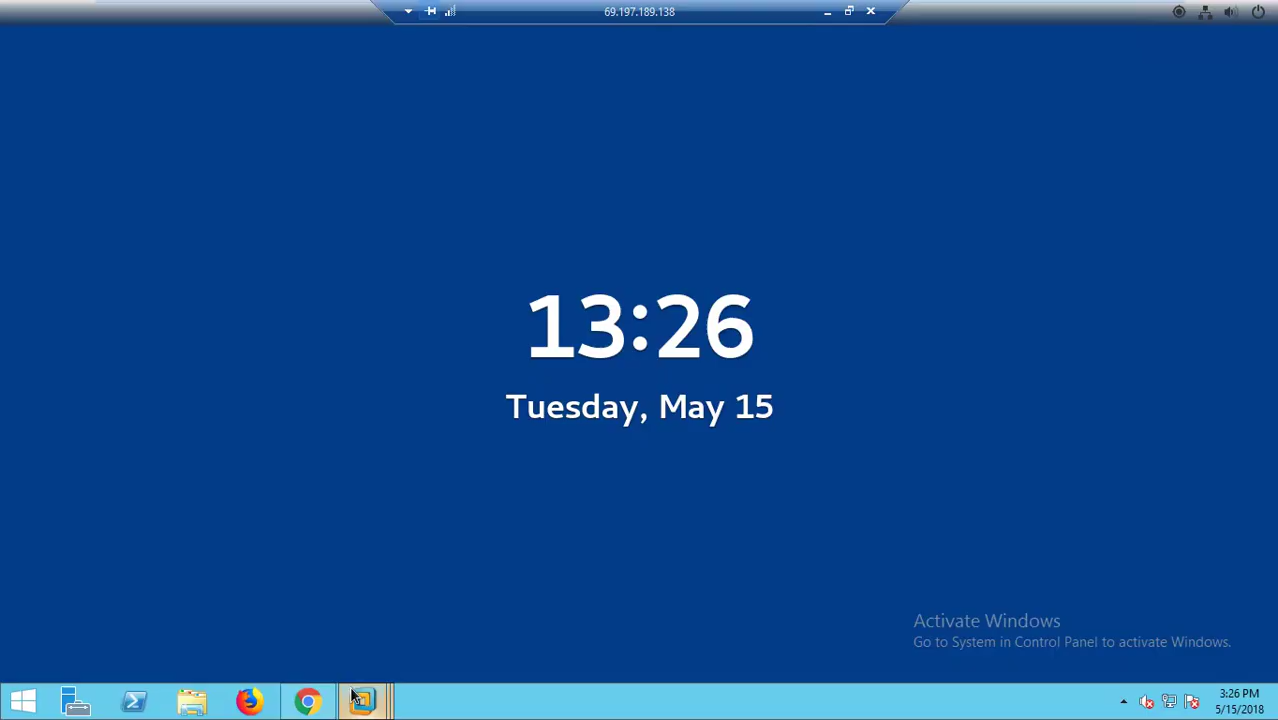 69.197.189.138
13:26
Tuesday, May 15
Activate Windows
Go to System in Control Panel to activate Windows.
3:26 PM
5/15/2018